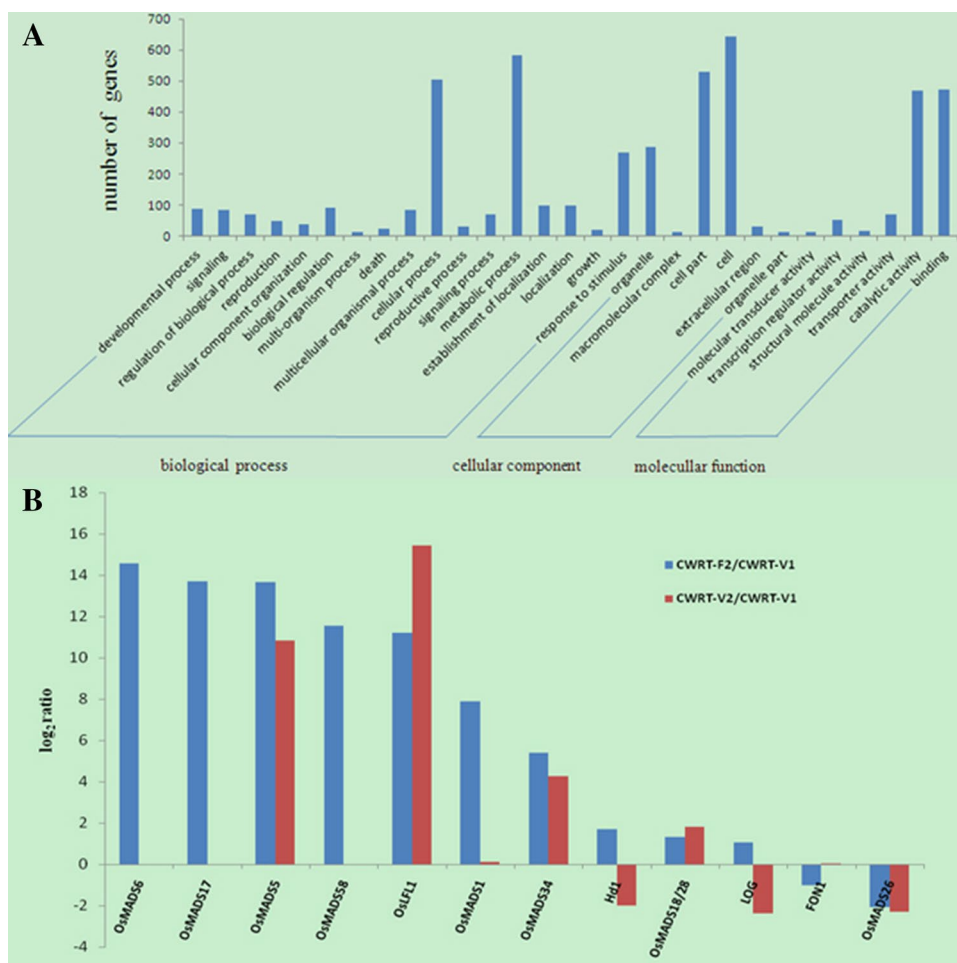 A
number of genes
700
600
500
400
300
200
100
0
developmental process
signaling
regulation of biological process
reproduction
cellular component organization
biological regulation
multi-organism process
death
multicellular organismal process
cellular process
reproductive process
signaling process
metabolic process
establishment of localization
localization
growth
response to stimulus
organelle
macromolecular complex
cell part
cell
extracellular region
organelle part
molecular transducer activity
transcription regulator activity
structural molecule activity
transporter activity
catalytic activity
binding
biological process
cellular component
molecullar function
B
log2ratio
18
16
14
12
10
8
6
4
2
0
-2
-4
CWRT-F2/CWRT-V1
CWRT-V2/CWRT-V1
OsMADS6
OsMADS17
OsMADS5
OsMADS58
OsLFL1
OsMADS1
OsMADS34
Hd1
OsMADS18/28
LOG
FON1
OsMADS26